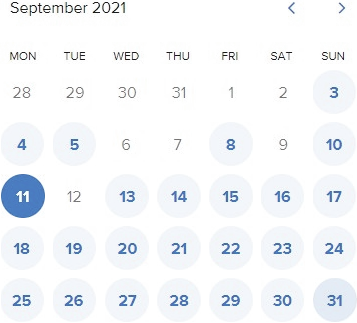 September 2021
MON TUE WED THU FRI SAT SUN
28 29 30 31 1 2 3
4 5 6 7 8 9 10
11 12 13 14 15 16 17
18 19 20 21 22 23 24
25 26 27 28 29 30 31